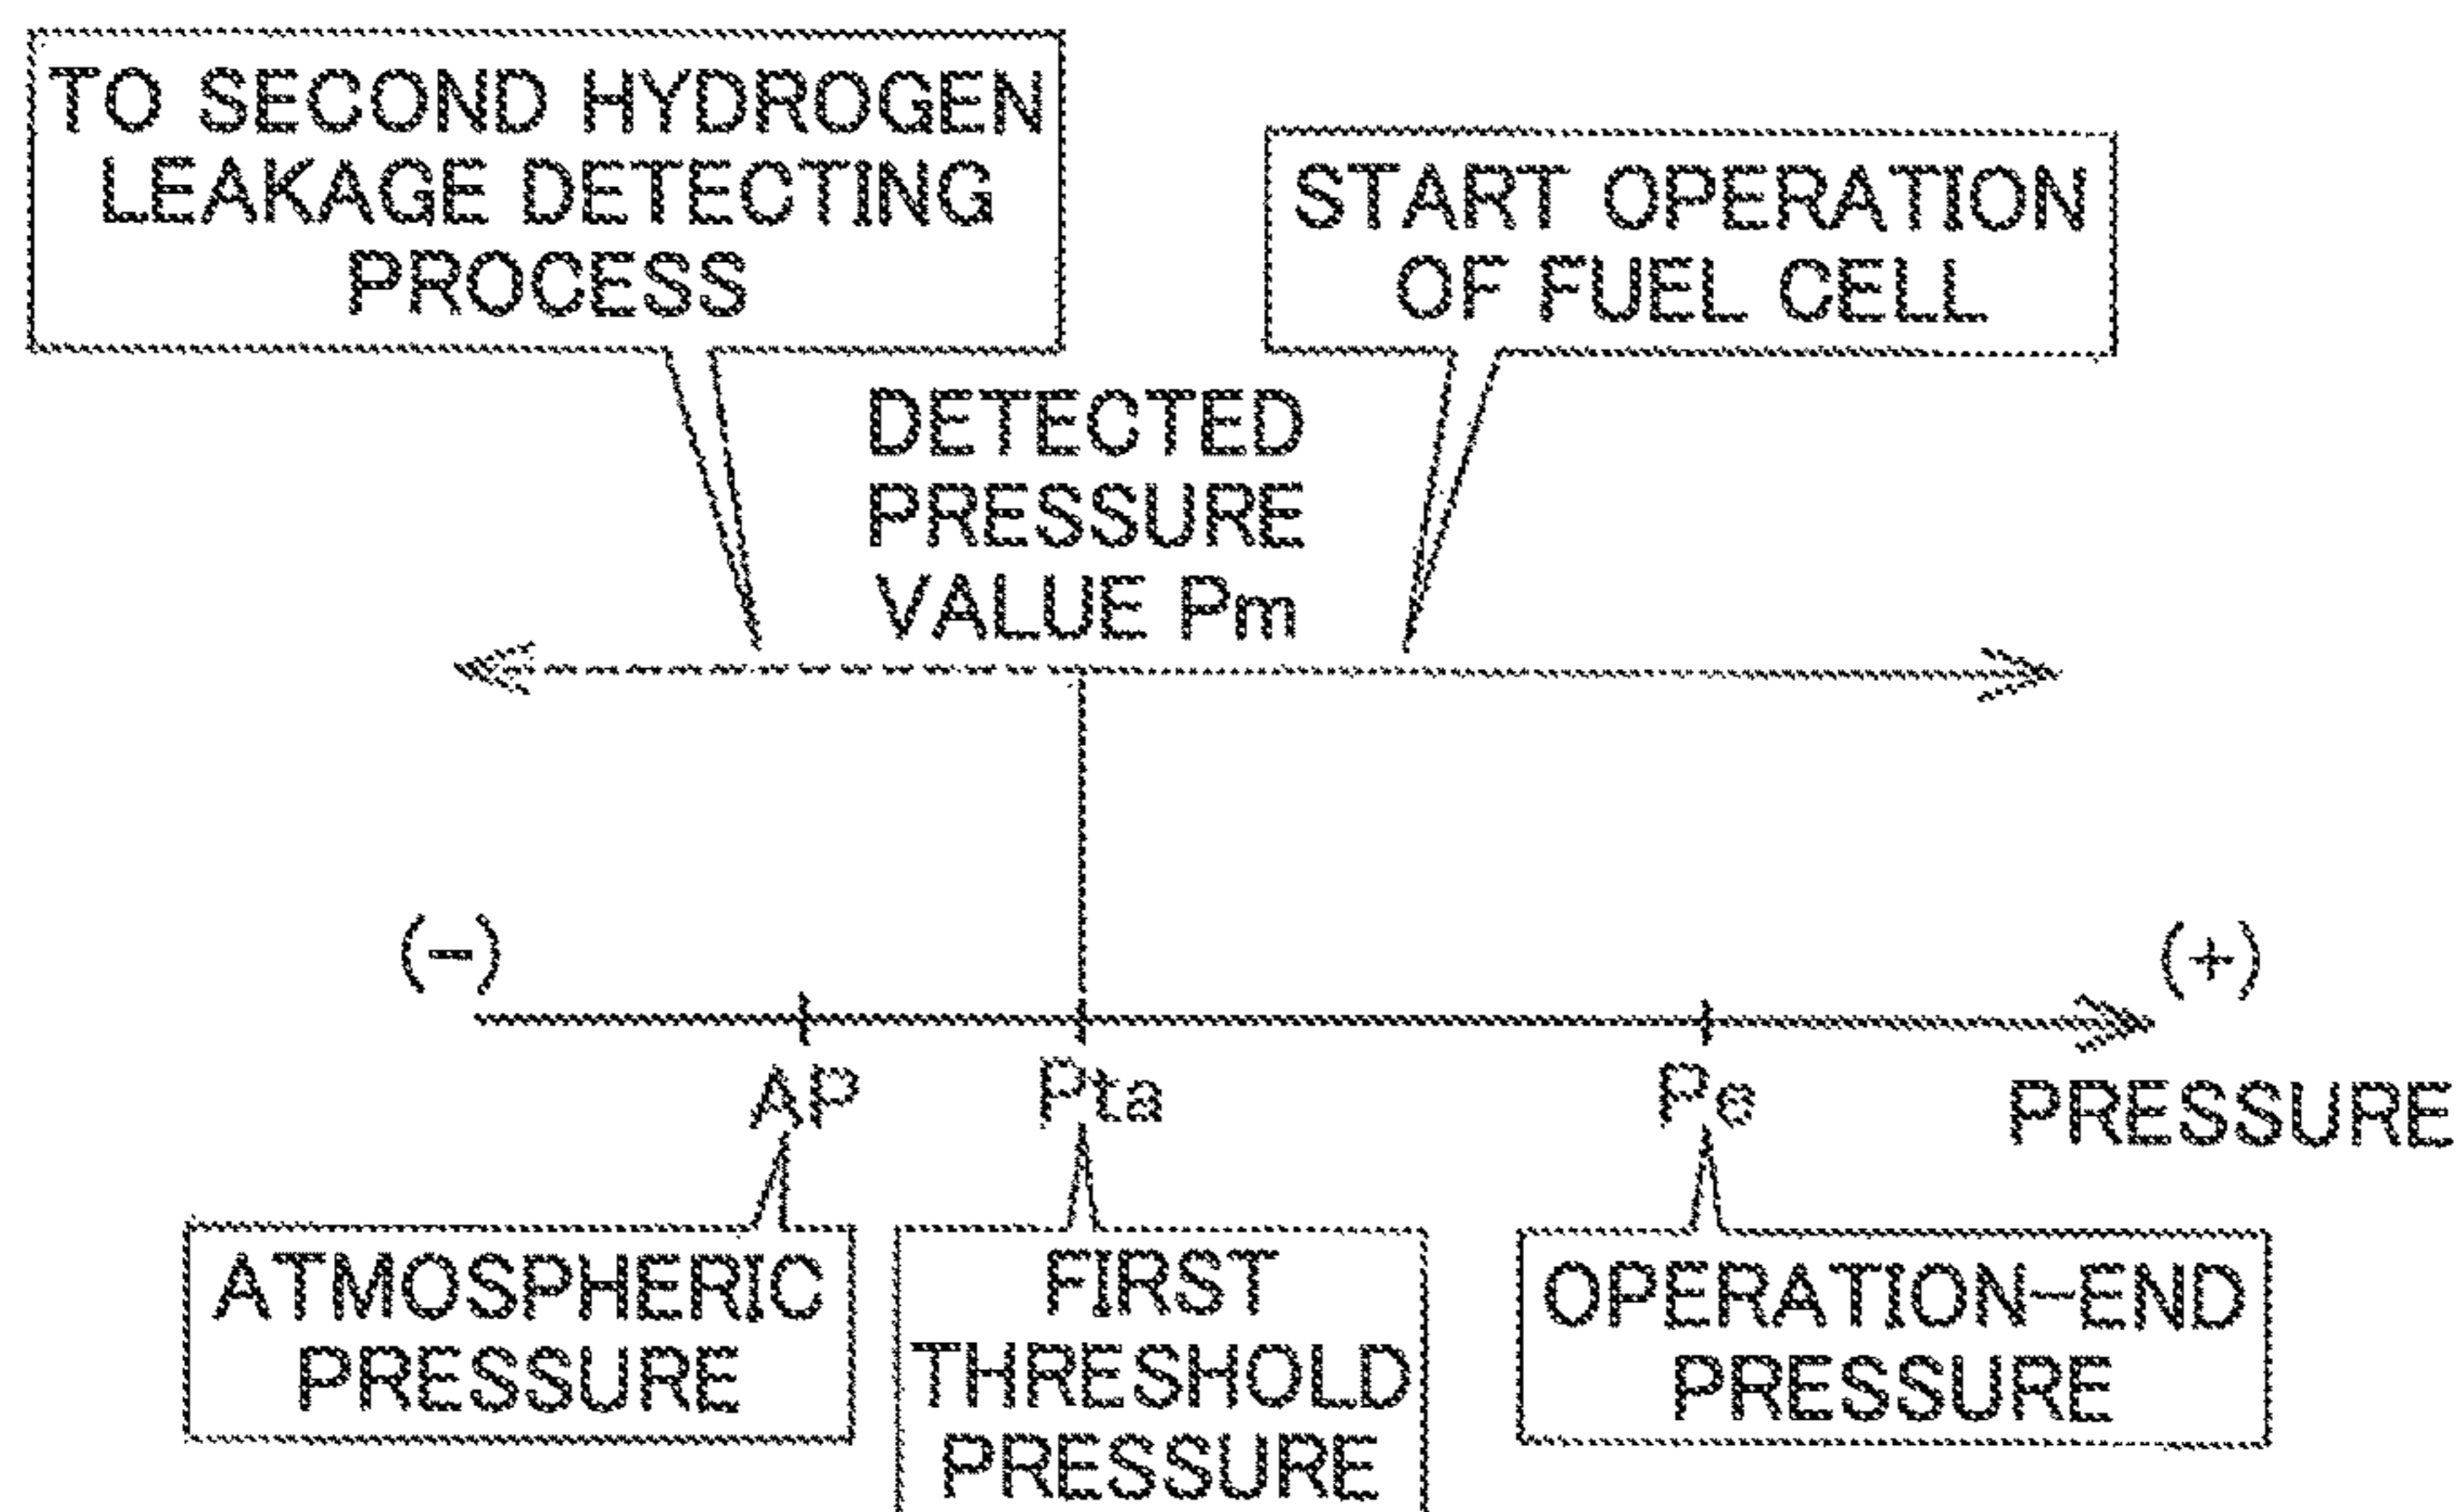 TO SECOND HYDROGEN
LEAKAGE DETECTING
PROCESS
START OPERATION
OF FUEL CELL
DETECTED
PRESSURE
VALUE Pm
(-)
(+)
AP
Pta
Pe
PRESSURE
ATMOSPHERIC
PRESSURE
FIRST
THRESHOLD
PRESSURE
OPERATION-END
PRESSURE